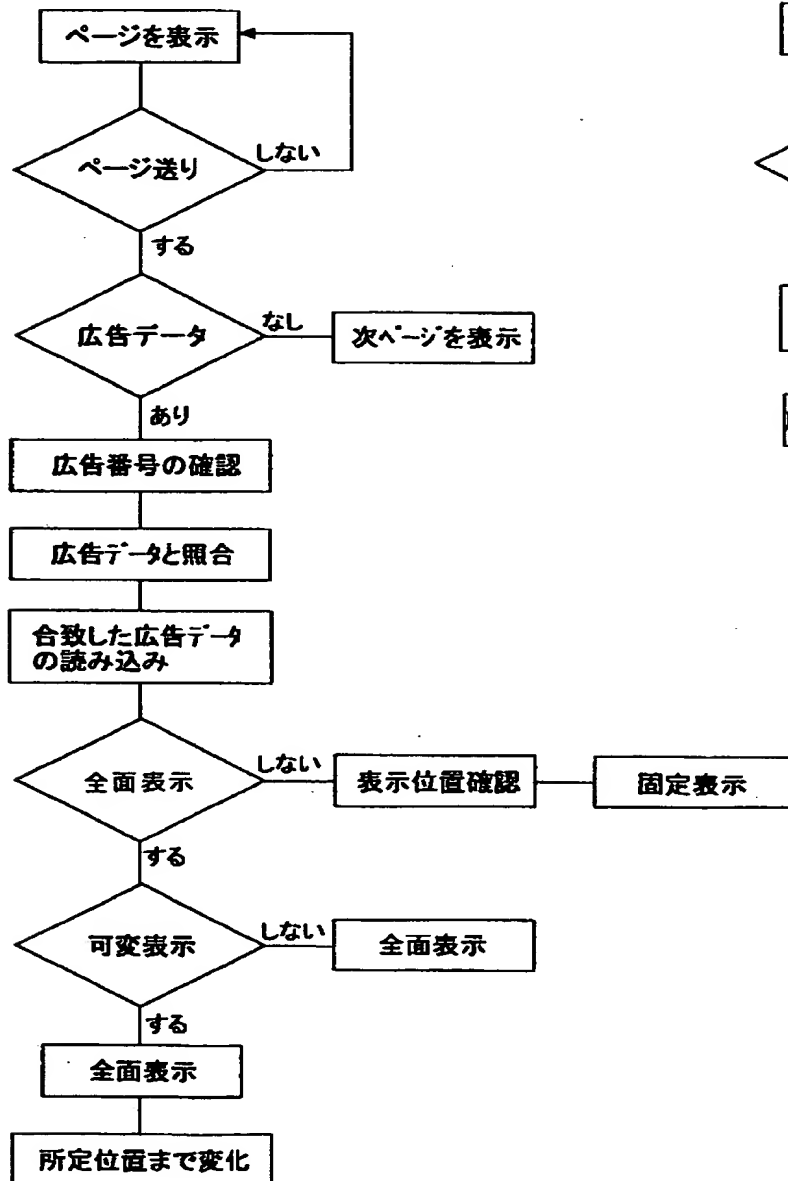 ページを表示
ページ送り
しない
する
広告データ
なし
次ページを表示
あり
広告番号の確認
広告データと照合
合致した広告データ
の読み込み
全面表示
しない
表示位置確認
固定表示
する
可変表示
しない
全面表示
する
全面表示
所定位置まで変化